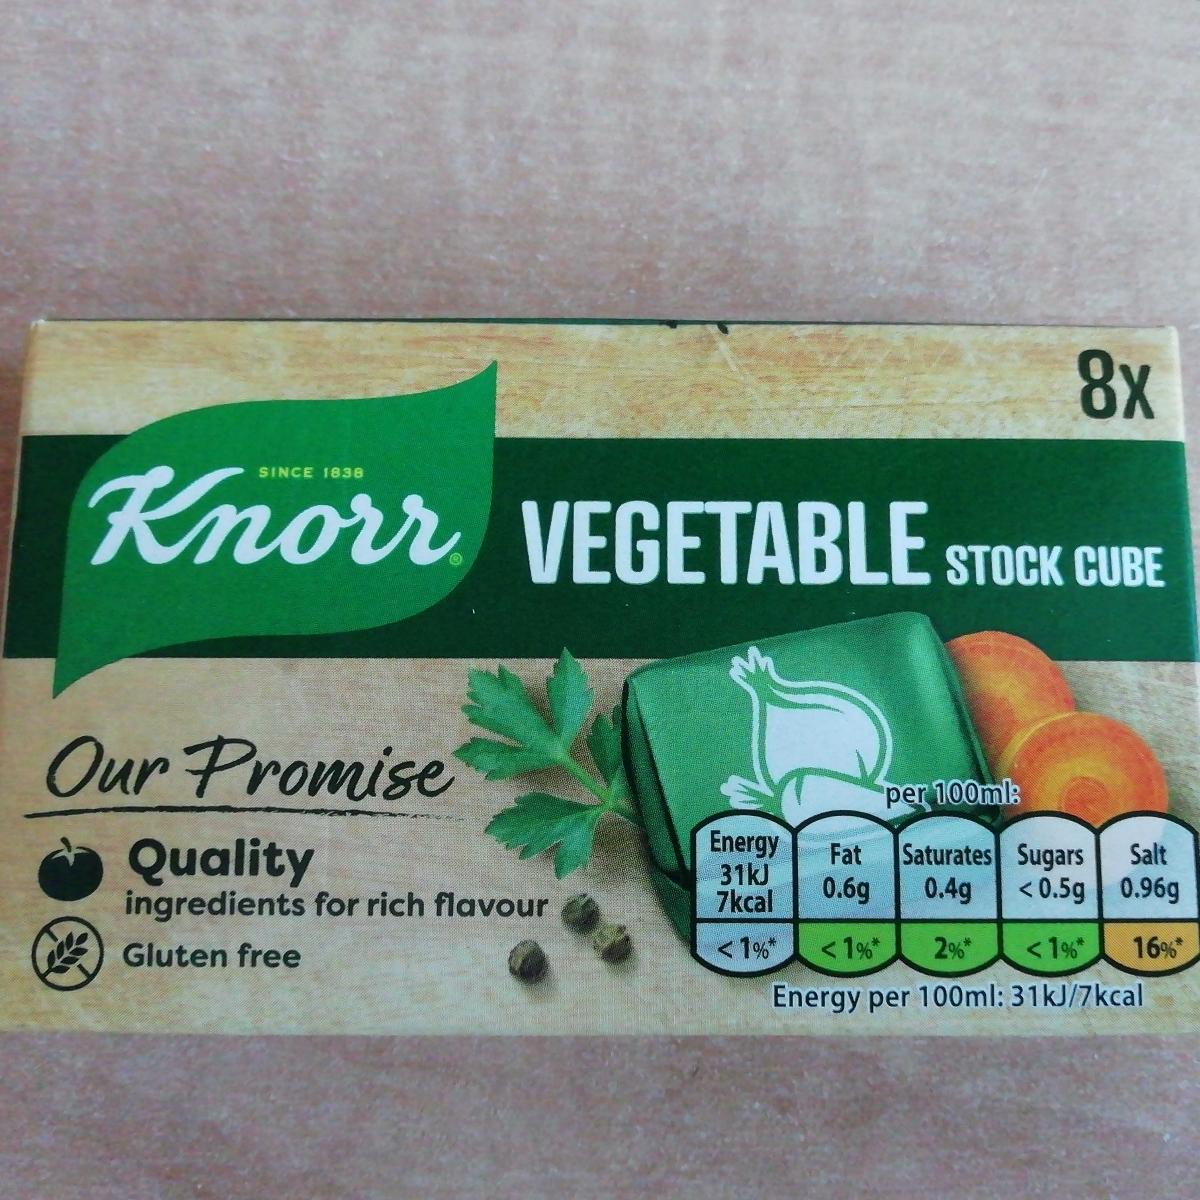 8x
SINCE 1838
Knorr®
VEGETABLE STOCK CUBE
Our Promise
Quality
ingredients for rich flavour
Gluten free
per 100ml:
Energy
31kJ
7kcal
< 1%*
Fat
0.6g
< 1%*
Saturates
0.4g
2%*
Sugars
< 0.5g
< 1%*
Salt
0.96g
16%*
Energy per 100ml: 31kJ/7kcal